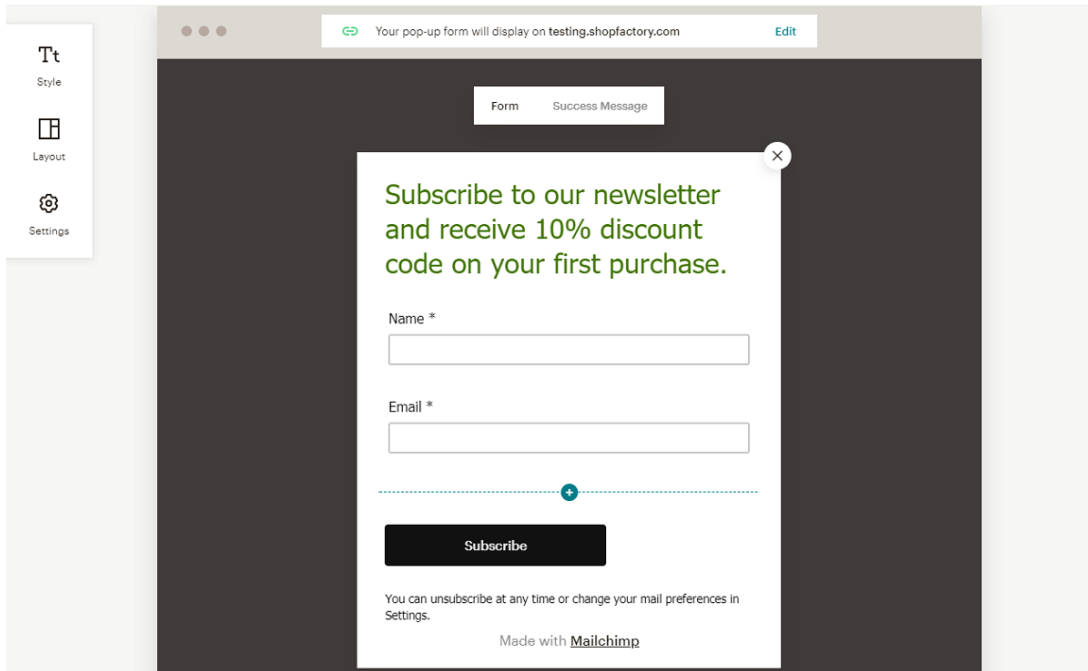 Your pop-up form will display on testing.shopfactory.com Edit
Tt
Style
Layout
Settings
Form Success Message
Subscribe to our newsletter
and receive 10% discount
code on your first purchase.
Name *
Email *
Subscribe
You can unsubscribe at any time or change your mail preferences in
Settings.
Made with Mailchimp